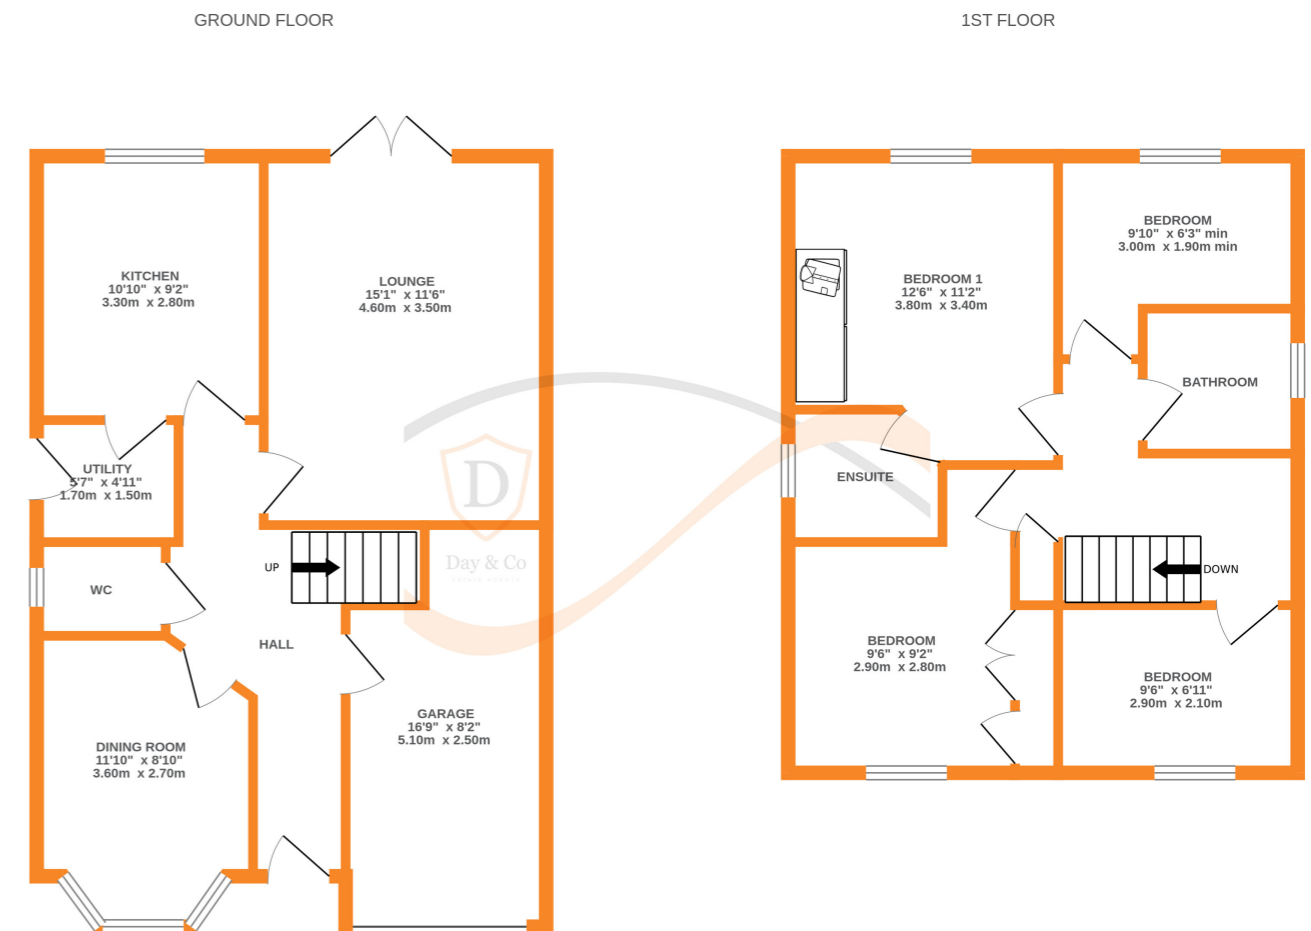 GROUND FLOOR
1ST FLOOR
KITCHEN
10'10" x 9'2"
3.30m x 2.80m
LOUNGE
15'1" x 11'6"
4.60m x 3.50m
UTILITY
5'7" x 4'11"
1.70m x 1.50m
WC
UP
HALL
DINING ROOM
11'10" x 8'10"
3.60m x 2.70m
GARAGE
16'9" x 8'2"
5.10m x 2.50m
D
Day & Co
BEDROOM 1
12'6" x 11'2"
3.80m x 3.40m
BEDROOM
9'10" x 6'3" min
3.00m x 1.90m min
BATHROOM
ENSUITE
DOWN
BEDROOM
9'6" x 9'2"
2.90m x 2.80m
BEDROOM
9'6" x 6'11"
2.90m x 2.10m